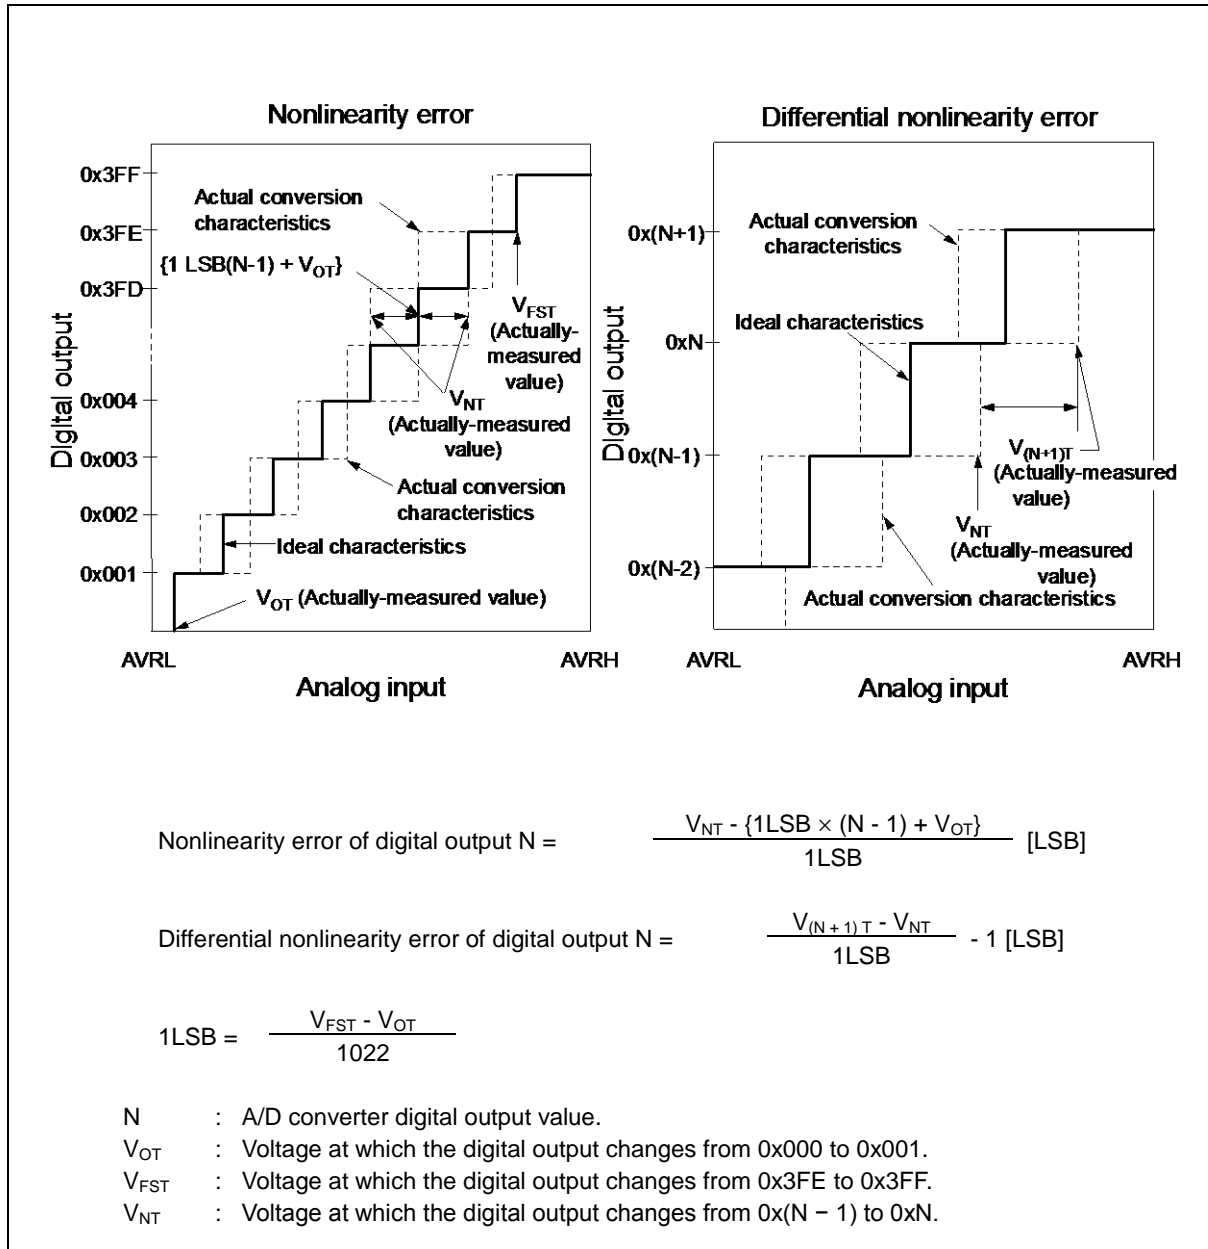 Nonlinearity error
0x3FF
0x3FE
0x3FD
0x004
0x003
0x002
0x001
Digital output
Actual conversion
characteristics
{1 LSB(N-1) + VOT}
VFST
(Actually-
measured
value)
VNT
(Actually-measured
value)
Actual conversion
characteristics
Ideal characteristics
VOT (Actually-measured value)
AVRL
AVRH
Analog input
Differential nonlinearity error
0x(N+1)
0xN
0x(N-1)
0x(N-2)
Digital output
Actual conversion
characteristics
Ideal characteristics
V(N+1)T
(Actually-measured
value)
VNT
(Actually-measured
value)
Actual conversion characteristics
AVRL
AVRH
Analog input
Nonlinearity error of digital output N = VNT - {1LSB × (N - 1) + VOT} / 1LSB [LSB]
Differential nonlinearity error of digital output N = V(N + 1) T - VNT / 1LSB - 1 [LSB]
1LSB = VFST - VOT / 1022
N : A/D converter digital output value.
VOT : Voltage at which the digital output changes from 0x000 to 0x001.
VFST : Voltage at which the digital output changes from 0x3FE to 0x3FF.
VNT : Voltage at which the digital output changes from 0x(N − 1) to 0xN.